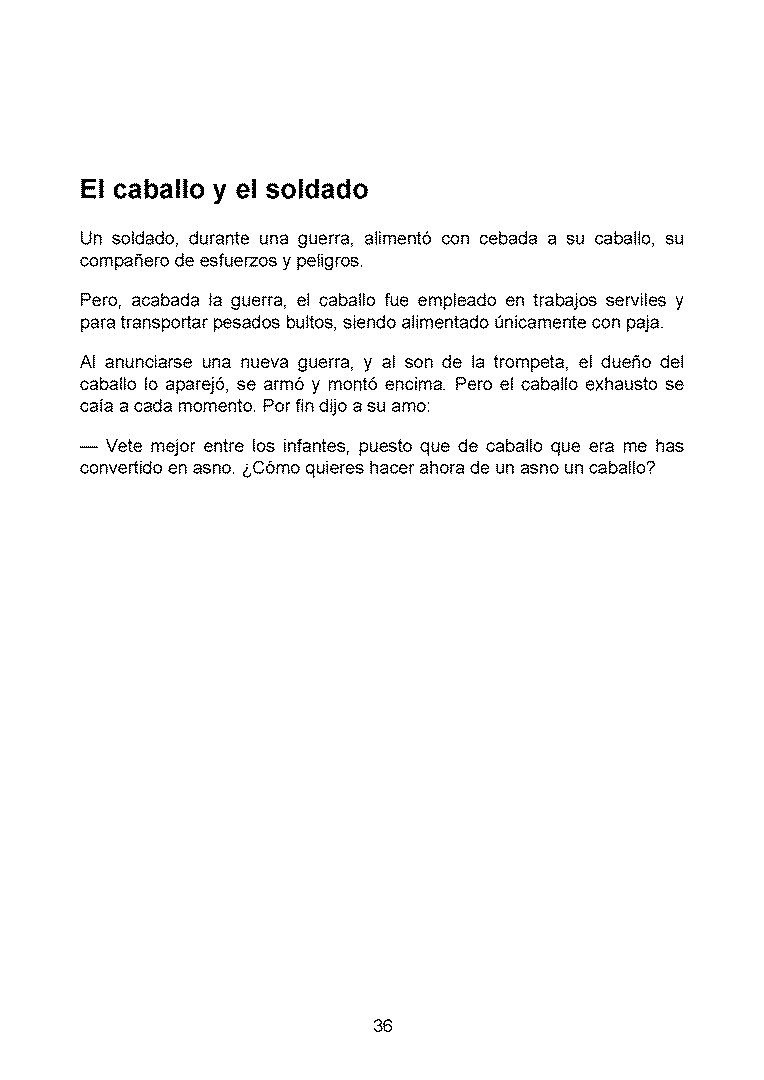 El caballo y el soldado
Un soldado, durante una guerra, alimentó con cebada a su caballo, su
compañero de esfuerzos y peligros.
Pero, acabada la guerra, el caballo fue empleado en trabajos serviles y
para transportar pesados bultos, siendo alimentado únicamente con paja.
Al anunciarse una nueva guerra, y al son de la trompeta, el dueño del
caballo lo aparejó, se armó y montó encima. Pero el caballo exhausto se
caía a cada momento. Por fin dijo a su amo:
— Vete mejor entre los infantes, puesto que de caballo que era me has
convertido en asno. ¿Cómo quieres hacer ahora de un asno un caballo?
36